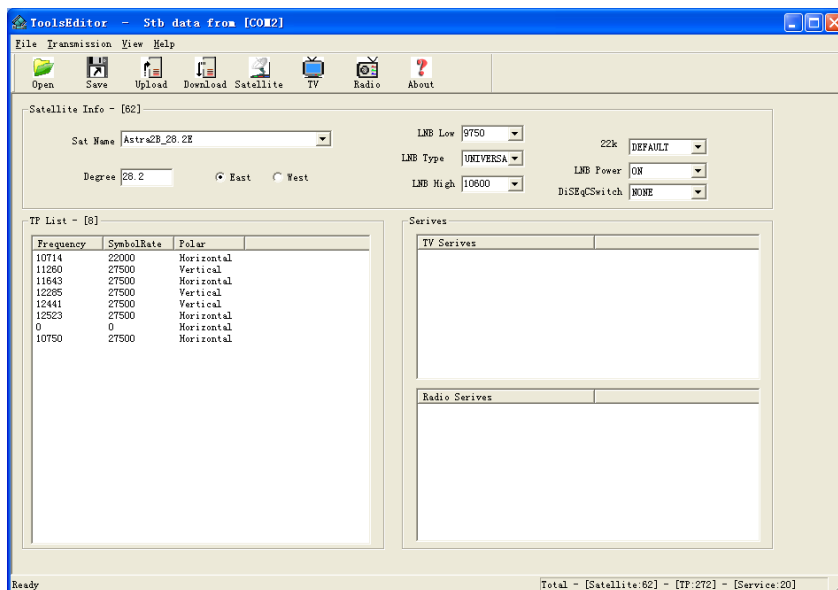 ToolsEditor - Stb data from [COM2]
File Transmission View Help
Open Save Upload Download Satellite TV Radio About
Satellite Info - [62]
Sat Name Astra2B_28.2E
Degree 28.2 East West
LNB Low 9750
LNB Type UNIVERSA
LNB High 10600
22k DEFAULT
LNB Power ON
DiSEqCSwitch NONE
TP List - [8]
Frequency SymbolRate Polar
10714 22000 Horizontal
11260 27500 Vertical
11643 27500 Horizontal
12285 27500 Vertical
12441 27500 Vertical
12523 27500 Horizontal
0 0 Horizontal
10750 27500 Horizontal
Serives
TV Serives
Radio Serives
Ready
Total - [Satellite:62] - [TP:272] - [Service:20]